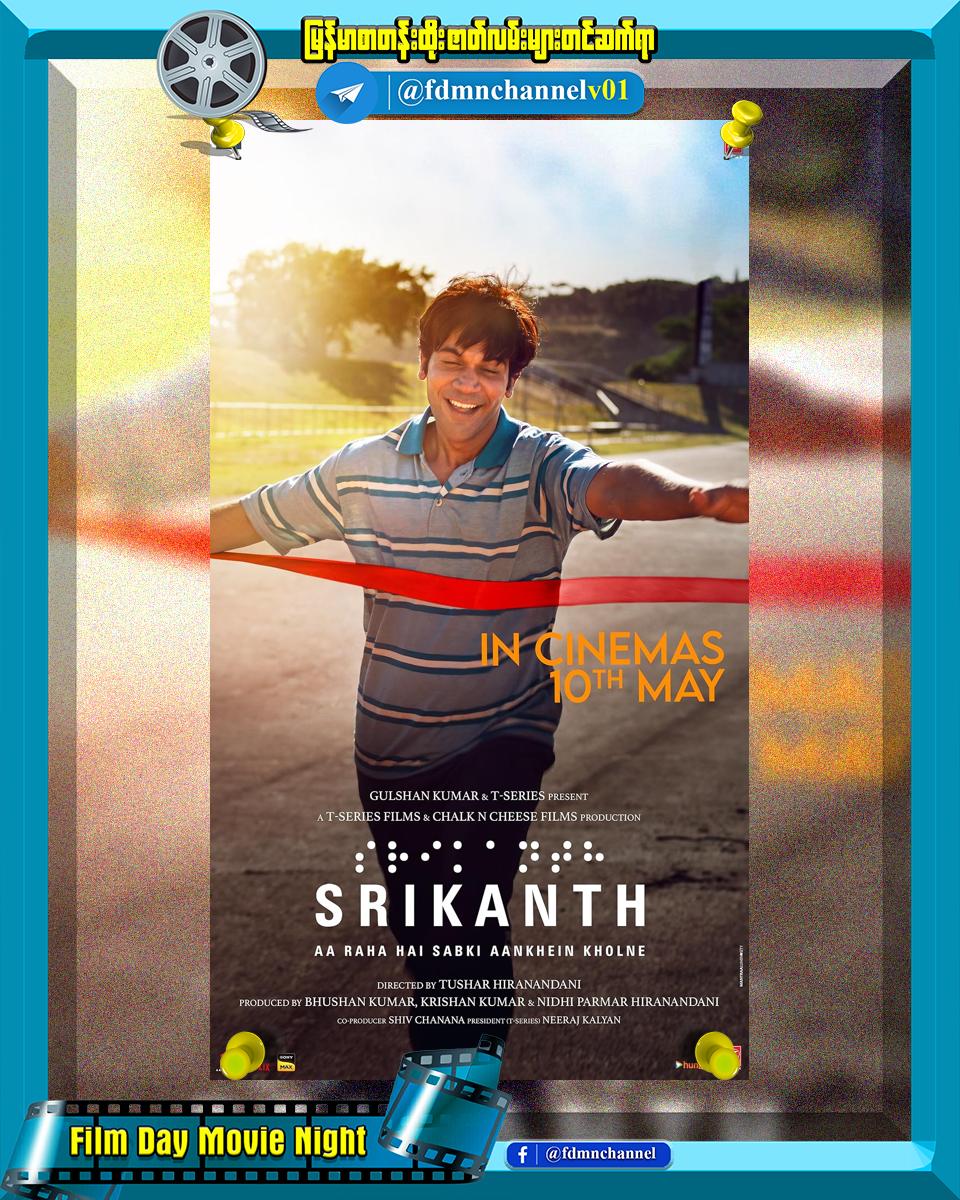 မြန်မာစာတန်းထိုးဇာတ်လမ်းများတင်ဆက်ရာ
@fdmnchannelv01
IN CINEMAS
10TH MAY
GULSHAN KUMAR & T-SERIES PRESENT
A T-SERIES FILMS & CHALK N CHEESE FILMS PRODUCTION
⠎⠗⠊⠅⠁⠝⠞⠓
SRIKANTH
AA RAHA HAI SABKI AANKHEIN KHOLNE
DIRECTED BY TUSHAR HIRANANDANI
PRODUCED BY BHUSHAN KUMAR, KRISHAN KUMAR & NIDHI PARMAR HIRANANDANI
CO-PRODUCER SHIV CHANANA PRESIDENT (T-SERIES) NEERAJ KALYAN
SONY
MAX
Film Day Movie Night
@fdmnchannel